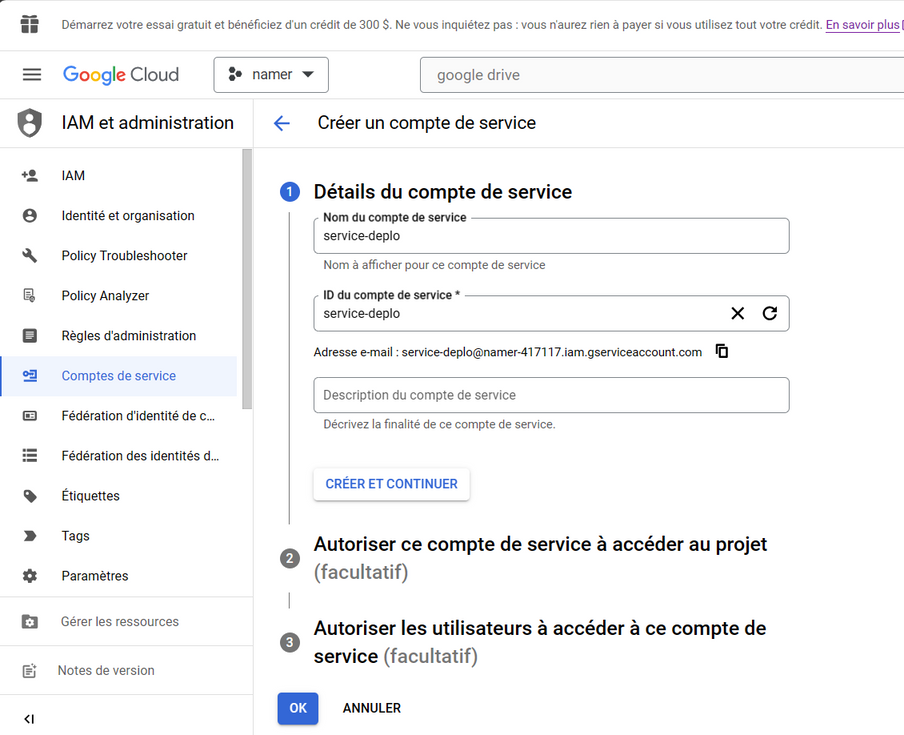 Démarrez votre essai gratuit et bénéficiez d'un crédit de 300 $. Ne vous inquiétez pas : vous n'aurez rien à payer si vous utilisez tout votre crédit. En savoir plus
Google Cloud
namer
google drive
IAM et administration
Créer un compte de service
IAM
Identité et organisation
Policy Troubleshooter
Policy Analyzer
Règles d'administration
Comptes de service
Fédération d'identité de c...
Fédération des identités d...
Étiquettes
Tags
Paramètres
Gérer les ressources
Notes de version
1
Détails du compte de service
Nom du compte de service
service-deplo
Nom à afficher pour ce compte de service
ID du compte de service *
service-deplo
Adresse e-mail : service-deplo@namer-417117.iam.gserviceaccount.com
Description du compte de service
Décrivez la finalité de ce compte de service.
CRÉER ET CONTINUER
2
Autoriser ce compte de service à accéder au projet
(facultatif)
3
Autoriser les utilisateurs à accéder à ce compte de
service (facultatif)
OK
ANNULER